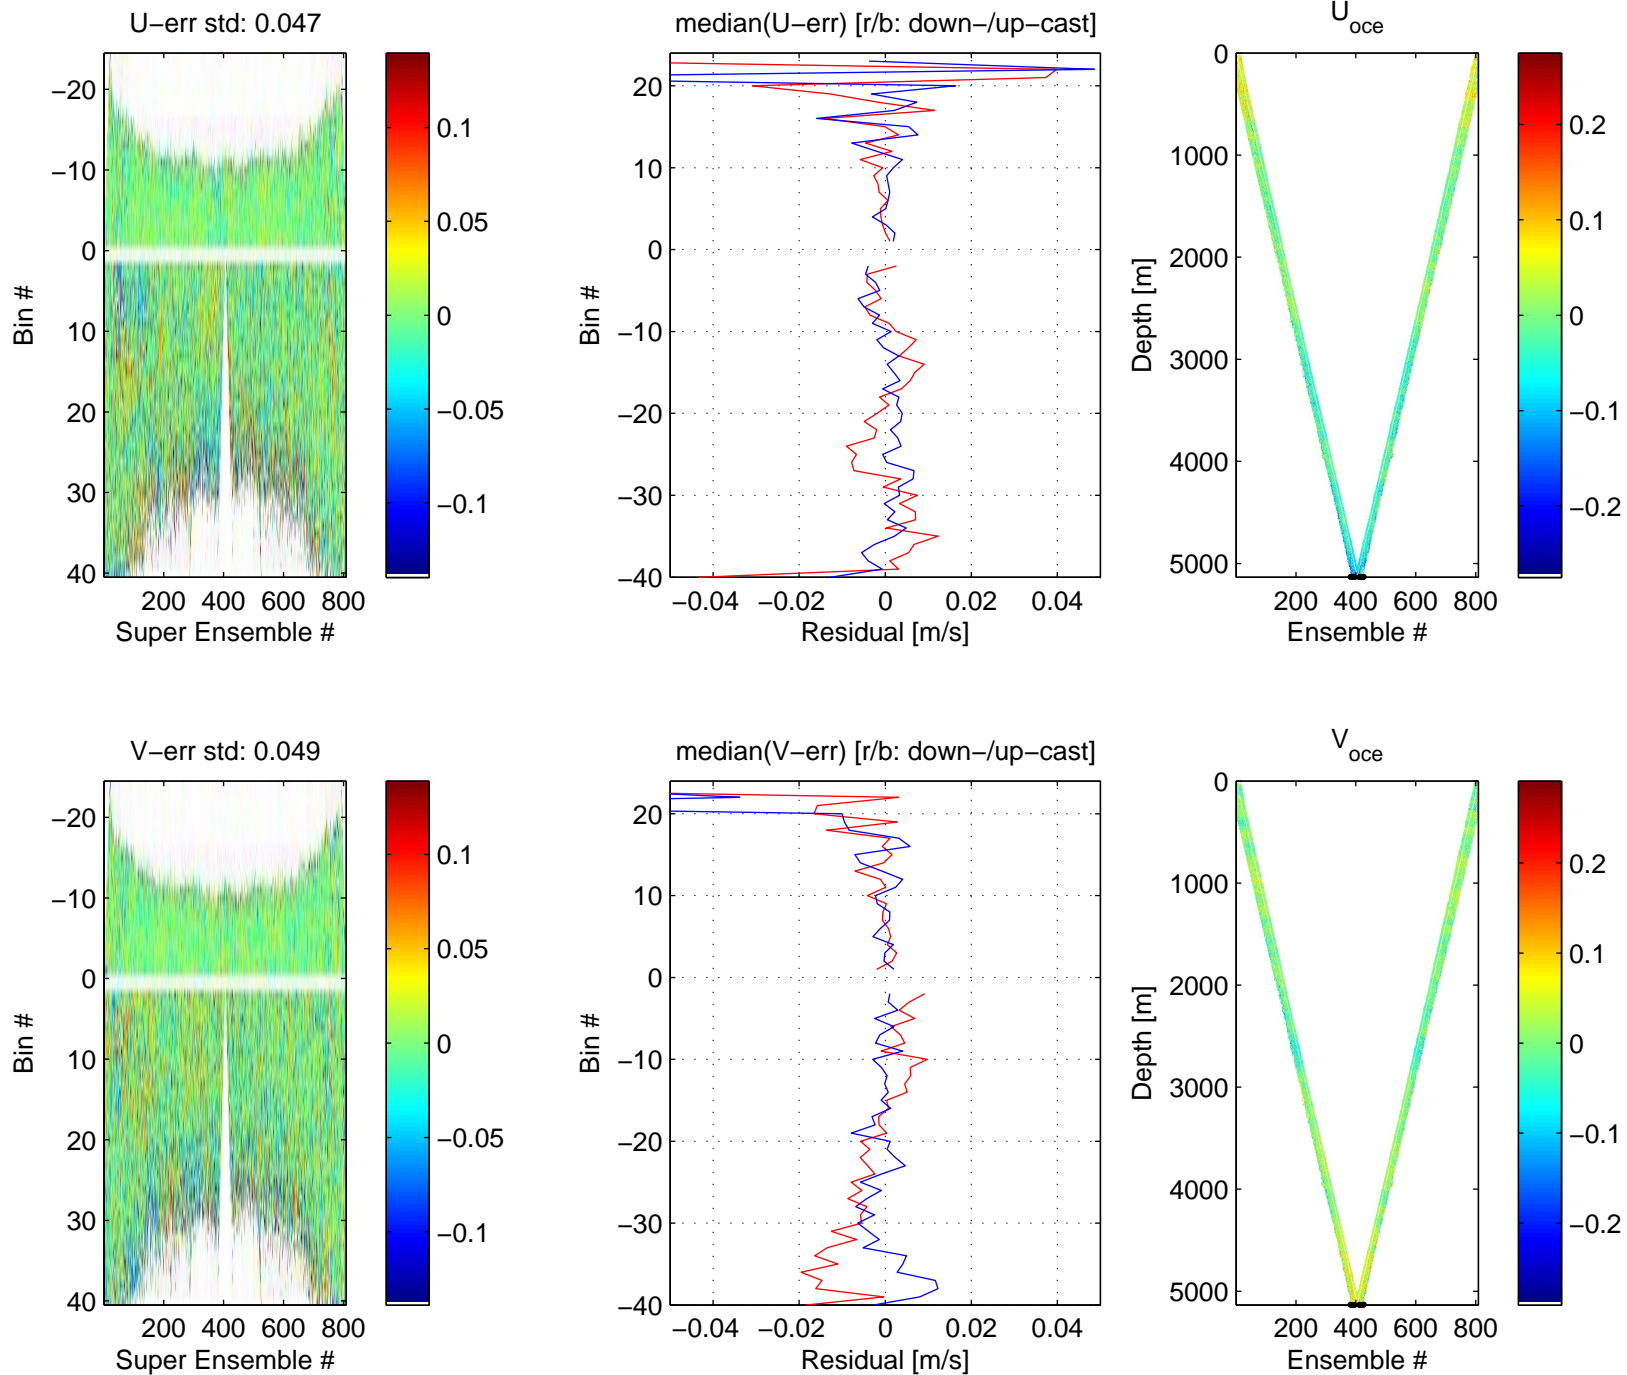 U−err std: 0.047
−20
−10
0
10
20
30
40
Bin #
200 400 600 800
Super Ensemble #
0.1
0.05
0
−0.05
−0.1
median(U−err) [r/b: down−/up−cast]
20
10
0
−10
−20
−30
−40
Bin #
−0.04 −0.02 0 0.02 0.04
Residual [m/s]
U_oce
0
1000
2000
3000
4000
5000
Depth [m]
200 400 600 800
Ensemble #
0.2
0.1
0
−0.1
−0.2
V−err std: 0.049
−20
−10
0
10
20
30
40
Bin #
200 400 600 800
Super Ensemble #
0.1
0.05
0
−0.05
−0.1
median(V−err) [r/b: down−/up−cast]
20
10
0
−10
−20
−30
−40
Bin #
−0.04 −0.02 0 0.02 0.04
Residual [m/s]
V_oce
0
1000
2000
3000
4000
5000
Depth [m]
200 400 600 800
Ensemble #
0.2
0.1
0
−0.1
−0.2